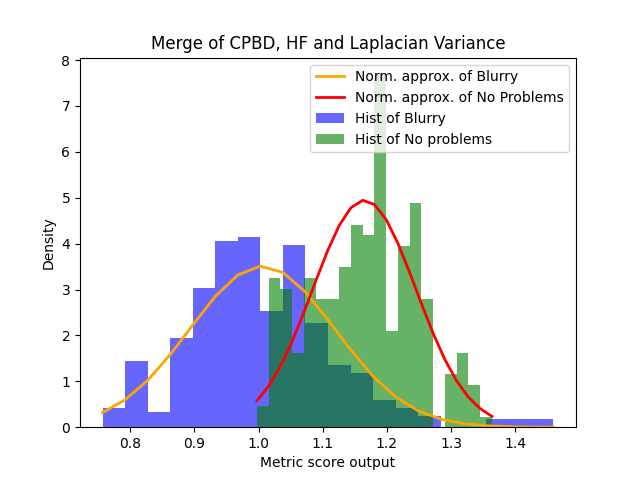 Merge of CPBD, HF and Laplacian Variance
Norm. approx. of Blurry
Norm. approx. of No Problems
Hist of Blurry
Hist of No problems
8
7
6
5
4
3
2
1
0
Density
0.8 0.9 1.0 1.1 1.2 1.3 1.4
Metric score output